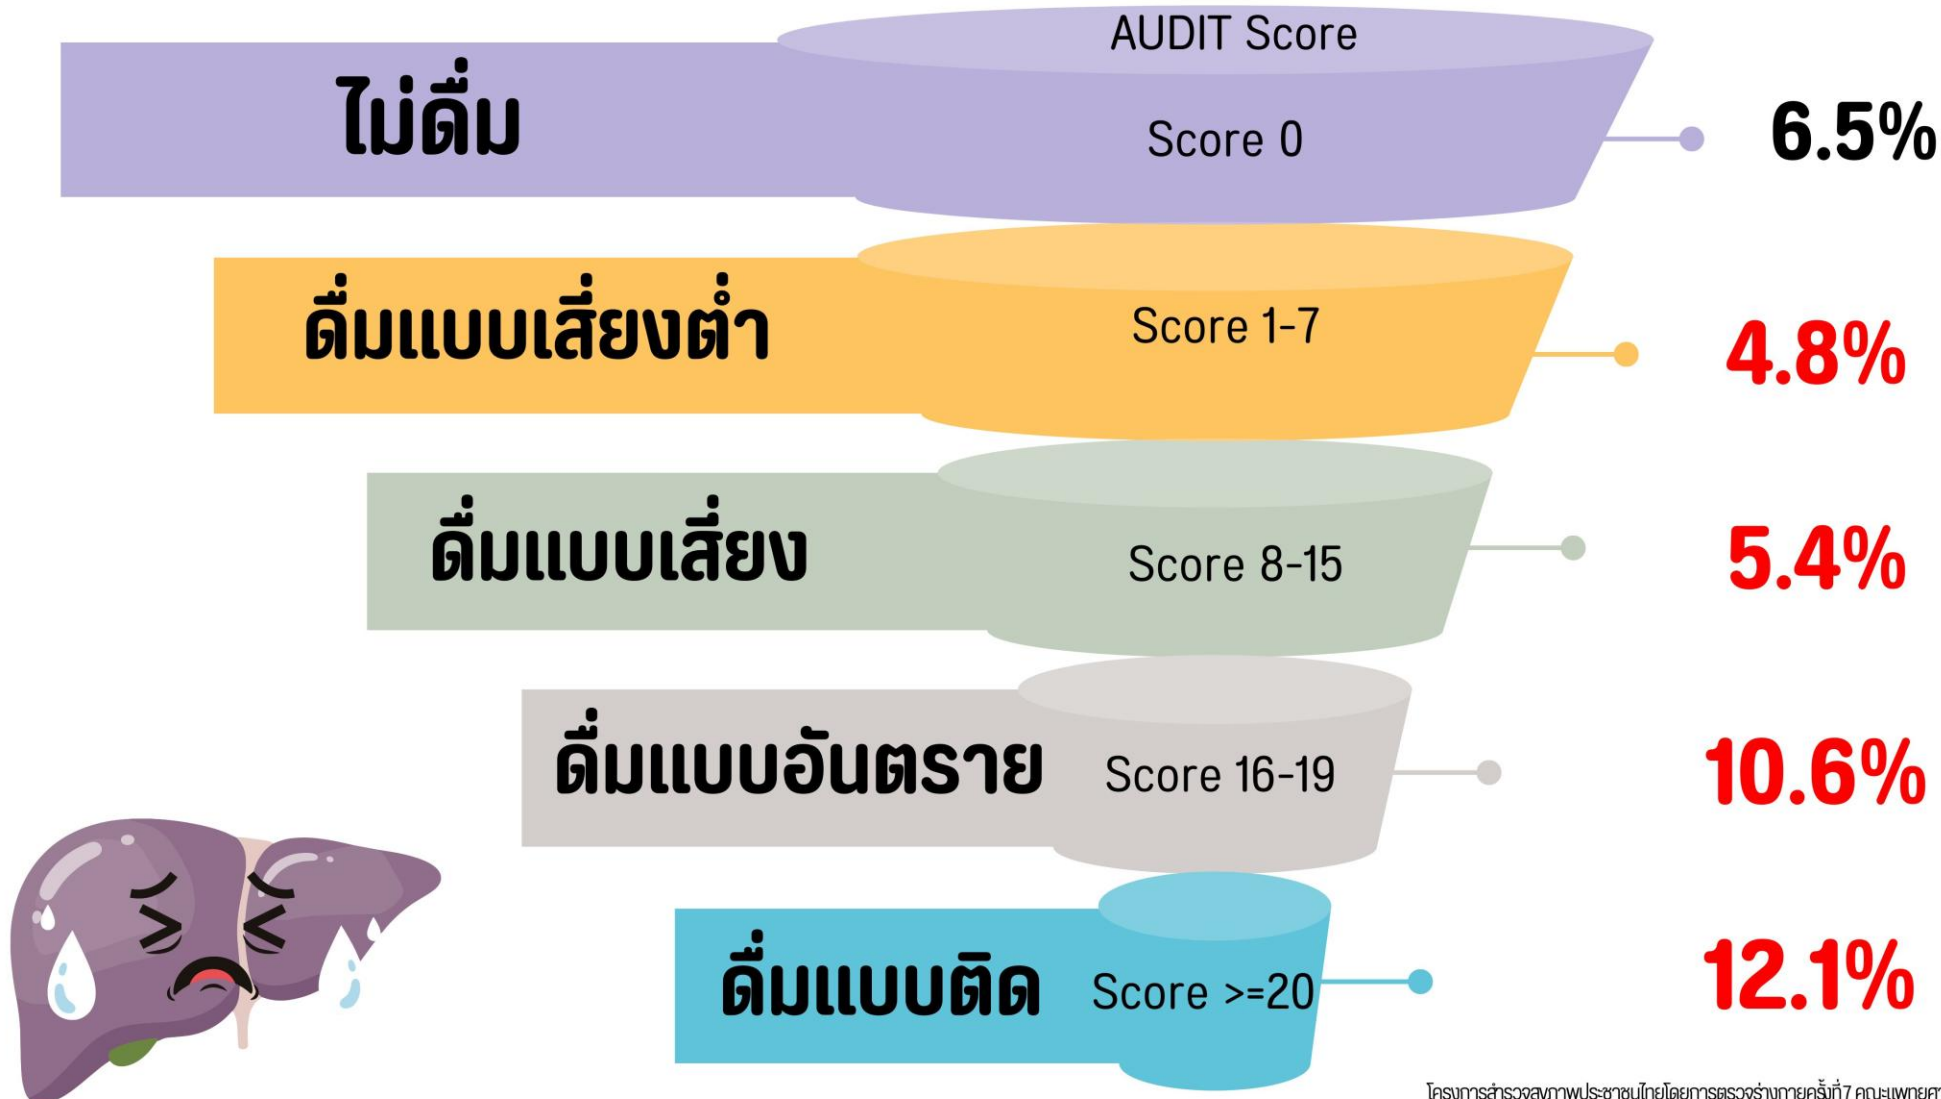 AUDIT Score
ไม่ดื่ม Score 0 6.5%
ดื่มแบบเสี่ยงต่ำ Score 1-7 4.8%
ดื่มแบบเสี่ยง Score 8-15 5.4%
ดื่มแบบอันตราย Score 16-19 10.6%
ดื่มแบบติด Score >=20 12.1%
โครงการสำรวจสุขภาพประชาชนไทยโดยการตรวจร่างกายครั้งที่7